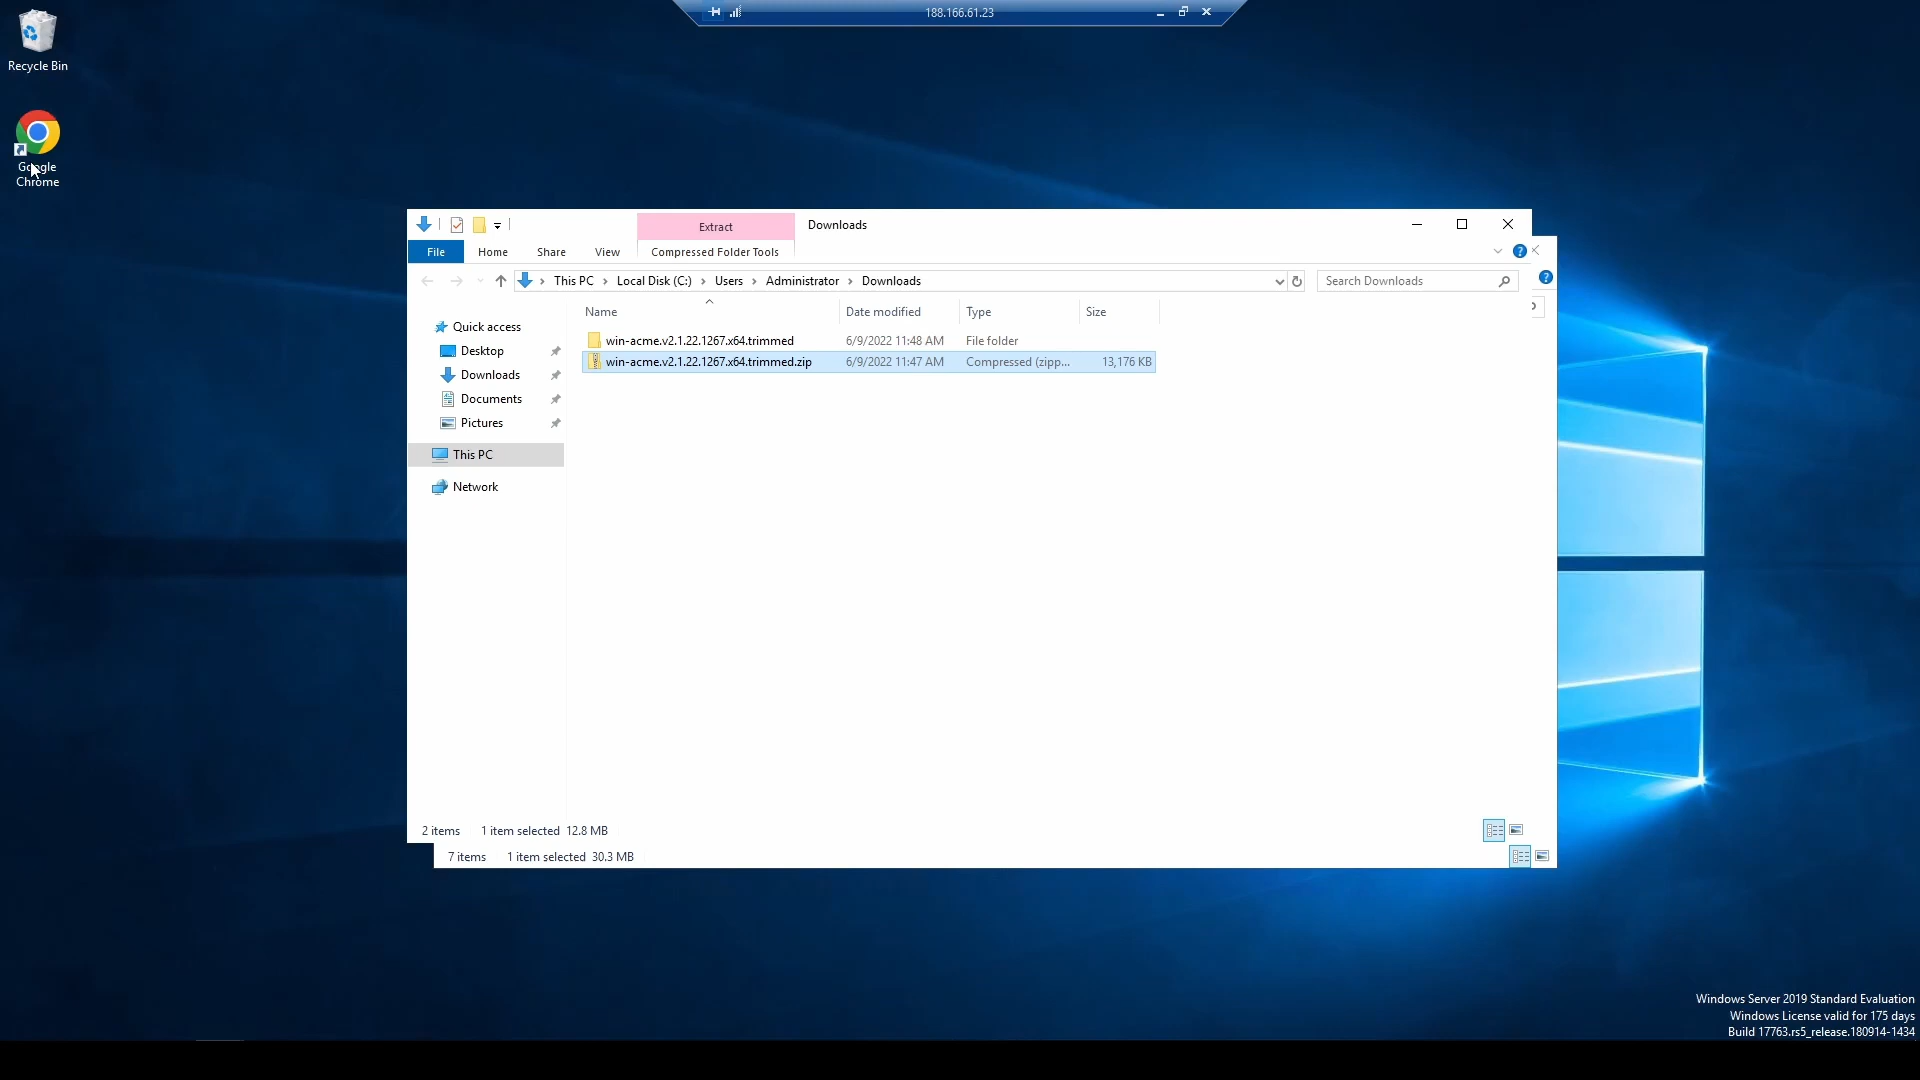 188.166.61.23
Recycle Bin
Google
Chrome
Extract
Downloads
File
Home
Share
View
Compressed Folder Tools
This PC
Local Disk (C:)
Users
Administrator
Downloads
Search Downloads
Name
Date modified
Type
Size
Quick access
Desktop
Downloads
Documents
Pictures
This PC
Network
win-acme.v2.1.22.1267.x64.trimmed 6/9/2022 11:48 AM File folder
win-acme.v2.1.22.1267.x64.trimmed.zip 6/9/2022 11:47 AM Compressed (zipp... 13,176 KB
2 items 1 item selected 12.8 MB
7 items 1 item selected 30.3 MB
Windows Server 2019 Standard Evaluation
Windows License valid for 175 days
Build 17763.rs5_release.180914-1434